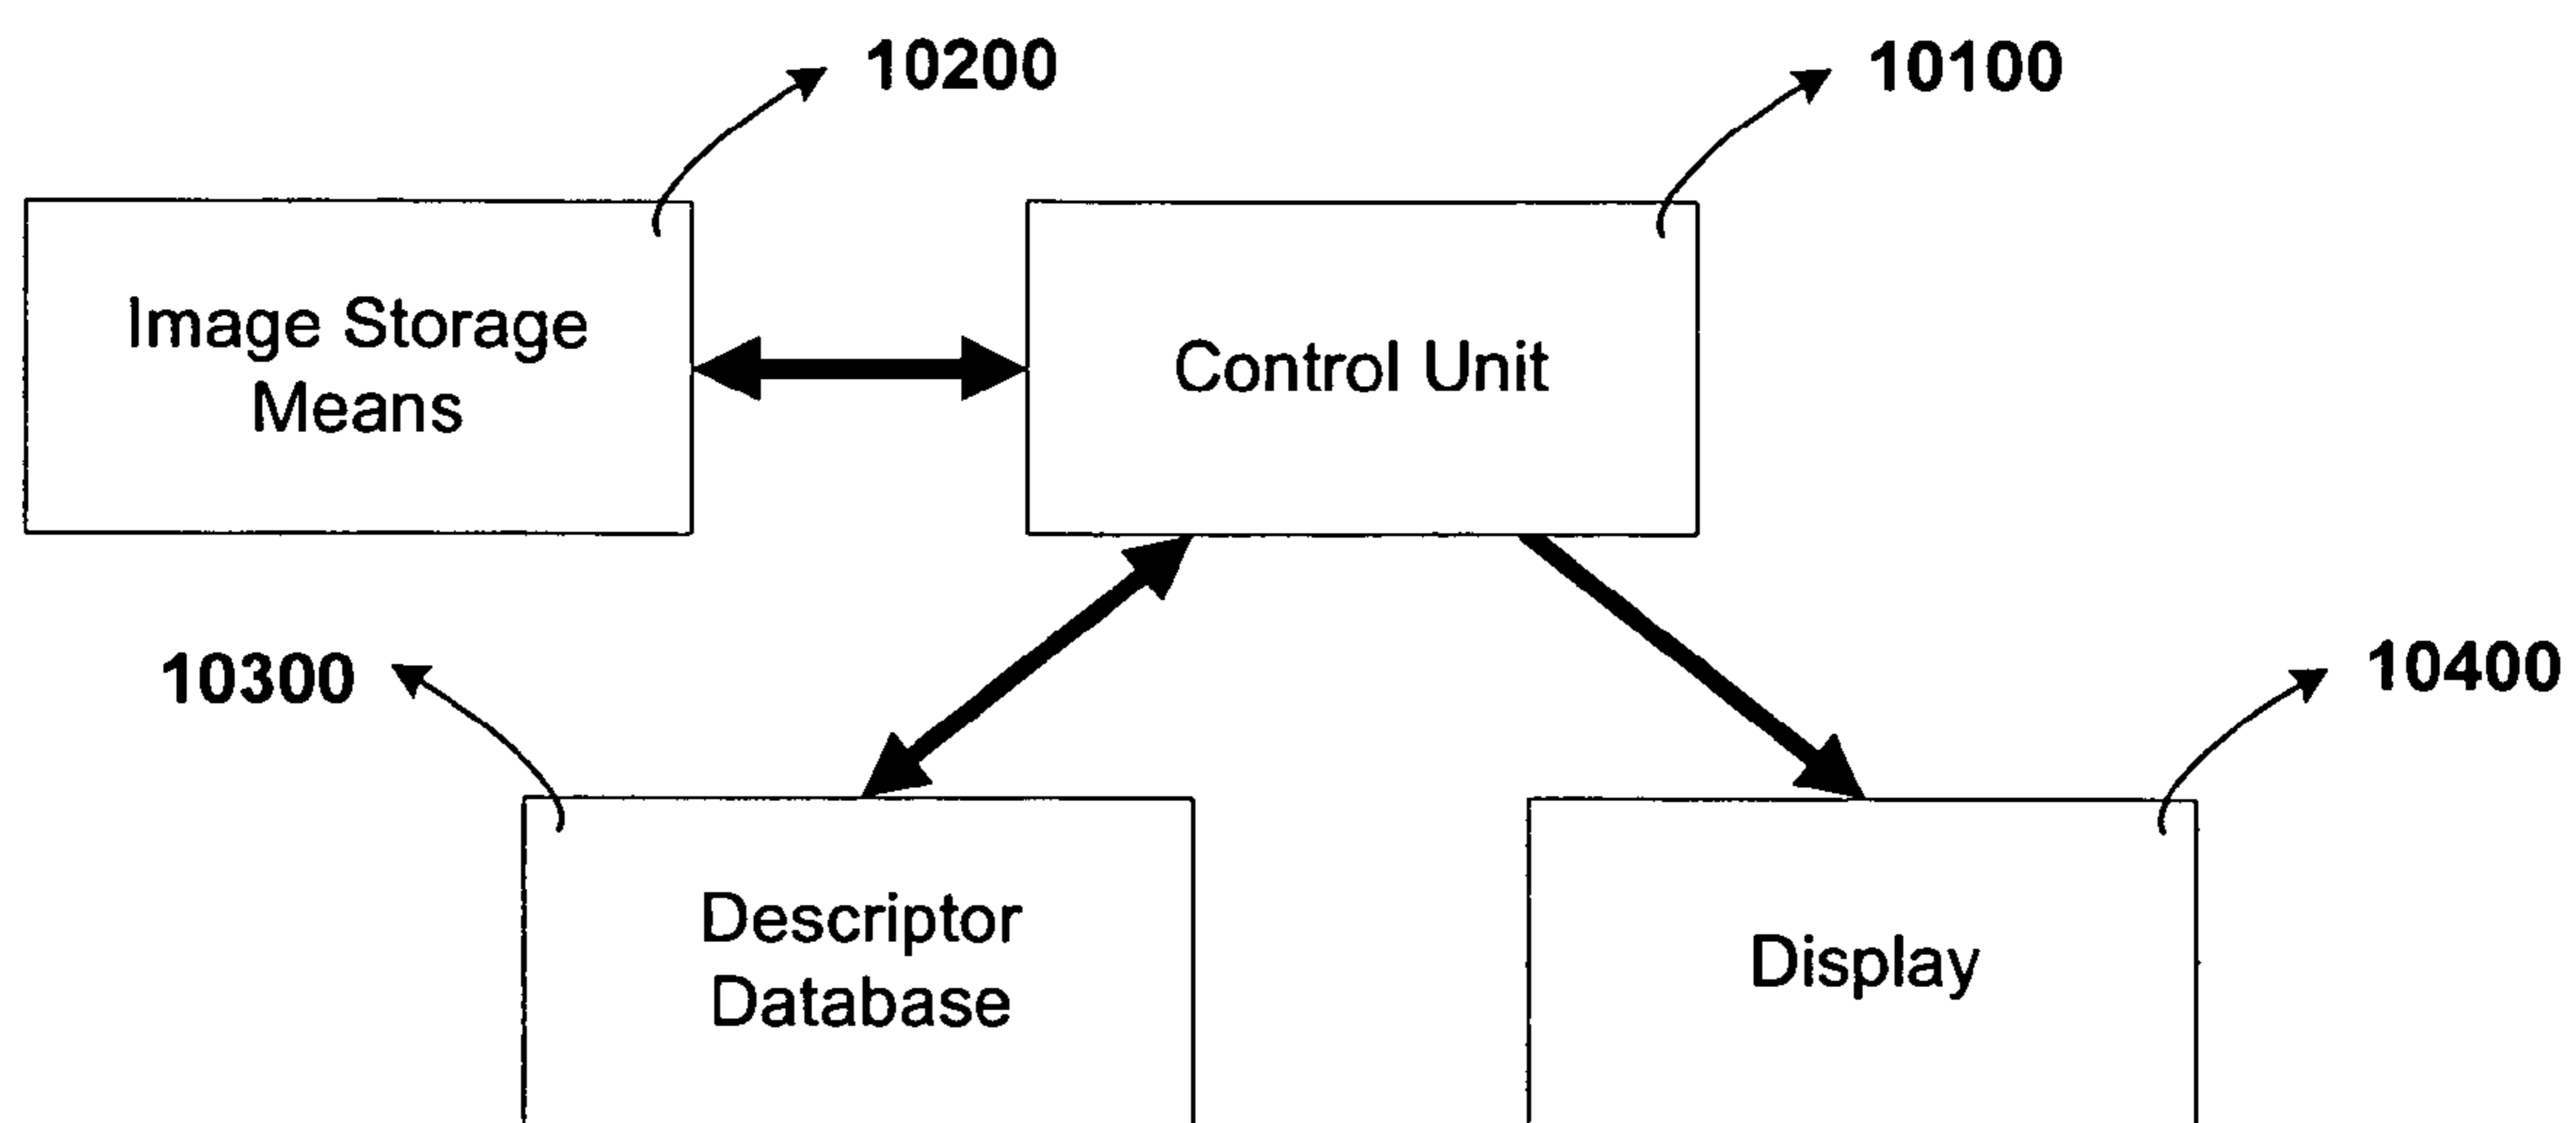 10200
10100
Image Storage
Means
Control Unit
10300
10400
Descriptor
Database
Display